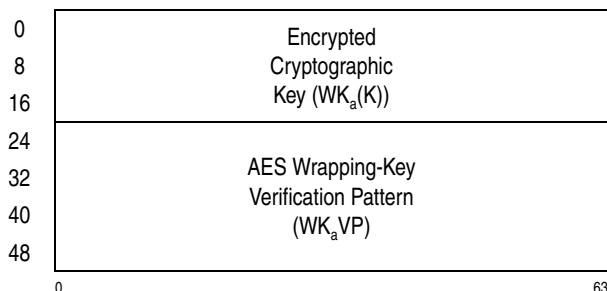 0
8
16
24
32
40
48
Encrypted
Cryptographic
Key (WKa(K))
AES Wrapping-Key
Verification Pattern
(WKaVP)
0 63